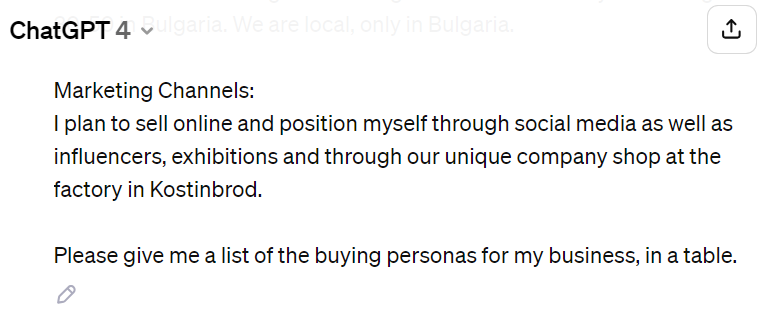 in Bulgaria. We are local, only in Bulgaria.
ChatGPT 4
Marketing Channels:
I plan to sell online and position myself through social media as well as
influencers, exhibitions and through our unique company shop at the
factory in Kostinbrod.
Please give me a list of the buying personas for my business, in a table.